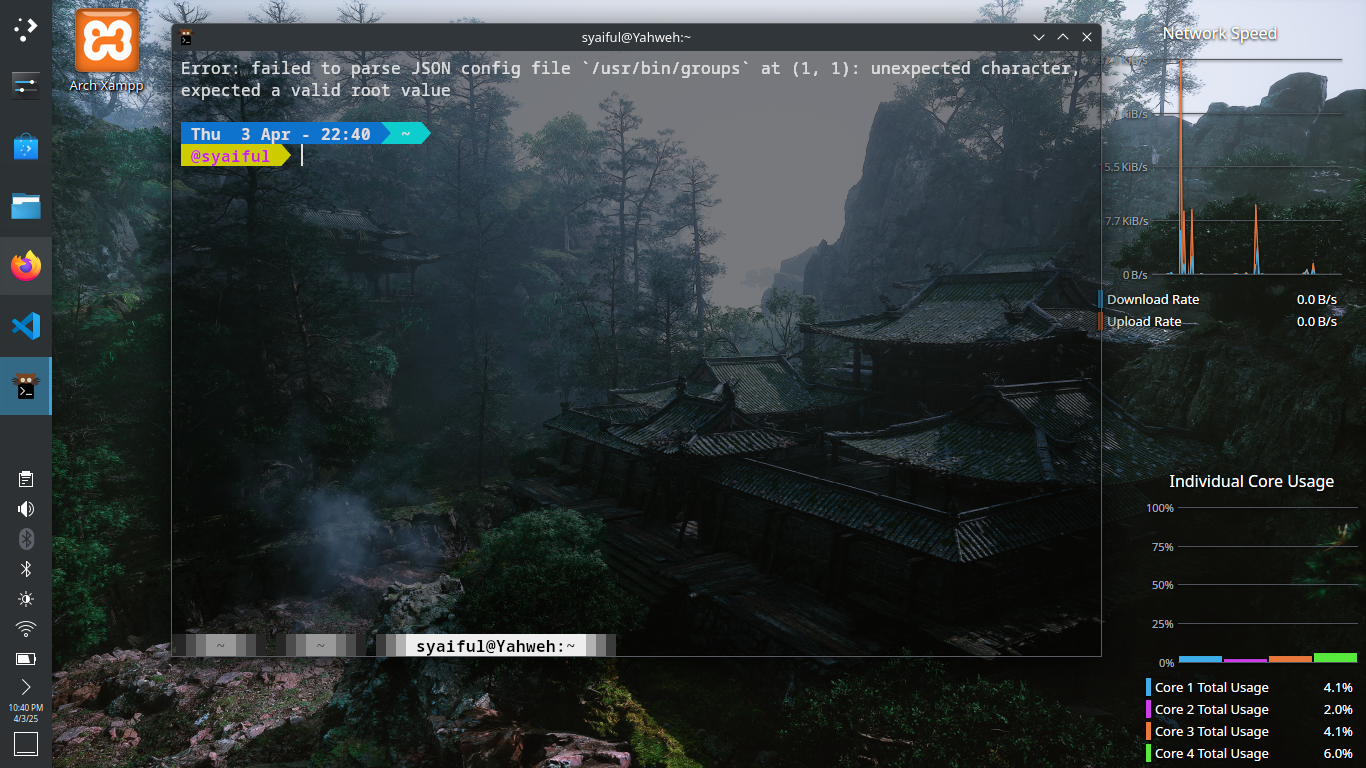 syaiful@Yahweh:~
Arch Xampp
Error: failed to parse JSON config file `/usr/bin/groups` at (1, 1): unexpected character,
expected a valid root value
Thu 3 Apr - 22:40 ~
@syaiful
~ ~ syaiful@Yahweh:~
10:40 PM
4/3/25
Network Speed
KiB/s
KiB/s
5.5 KiB/s
7.7 KiB/s
0 B/s
Download Rate 0.0 B/s
Upload Rate 0.0 B/s
Individual Core Usage
100%
75%
50%
25%
0%
Core 1 Total Usage 4.1%
Core 2 Total Usage 2.0%
Core 3 Total Usage 4.1%
Core 4 Total Usage 6.0%